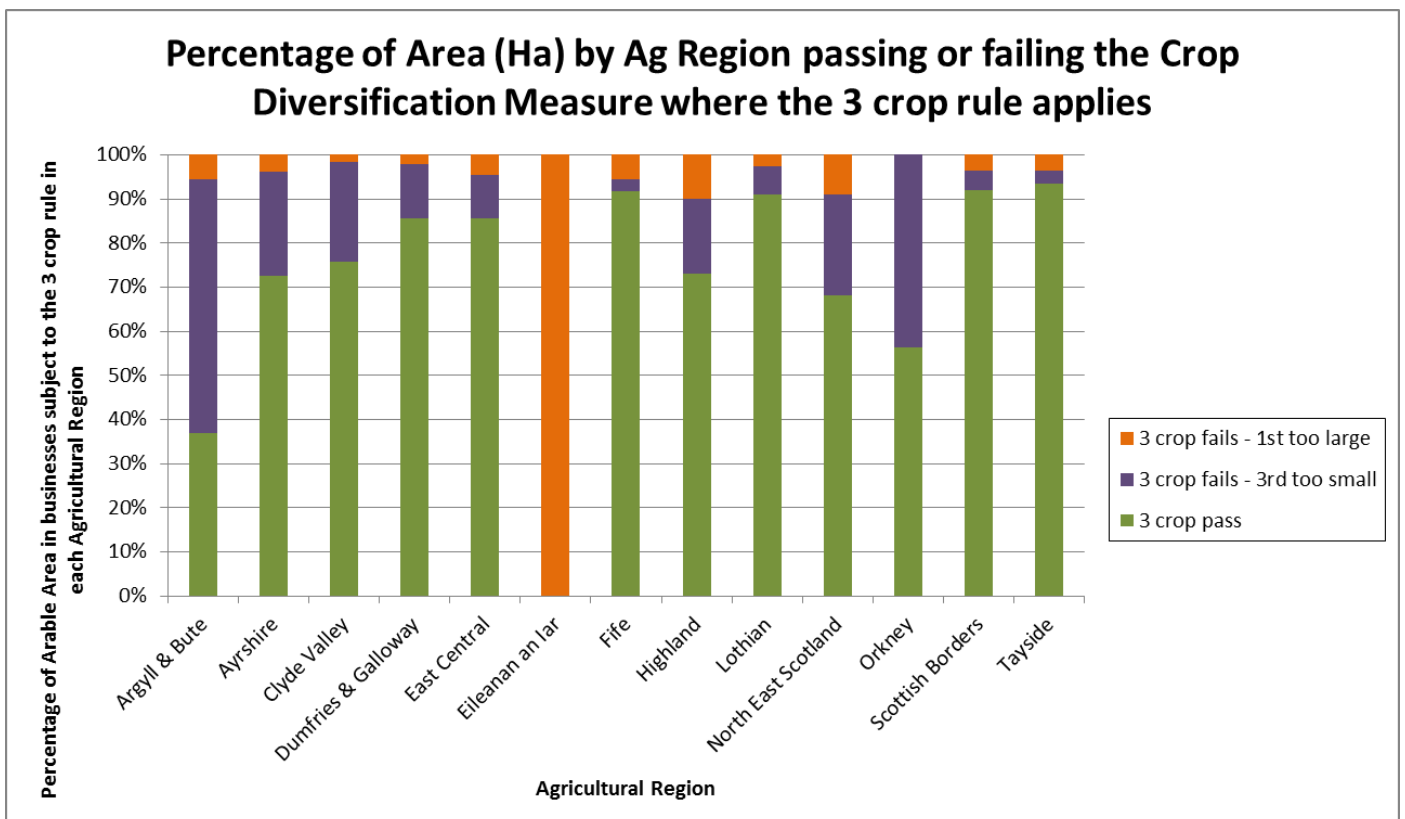 Percentage of Area (Ha) by Ag Region passing or failing the Crop
Diversification Measure where the 3 crop rule applies
Percentage of Arable Area in businesses subject to the 3 crop rule in
each Agricultural Region
100%
90%
80%
70%
60%
50%
40%
30%
20%
10%
0%
Argyll & Bute
Ayrshire
Clyde Valley
Dumfries & Galloway
East Central
Eileanan an Iar
Fife
Highland
Lothian
North East Scotland
Orkney
Scottish Borders
Tayside
Agricultural Region
3 crop fails - 1st too large
3 crop fails - 3rd too small
3 crop pass